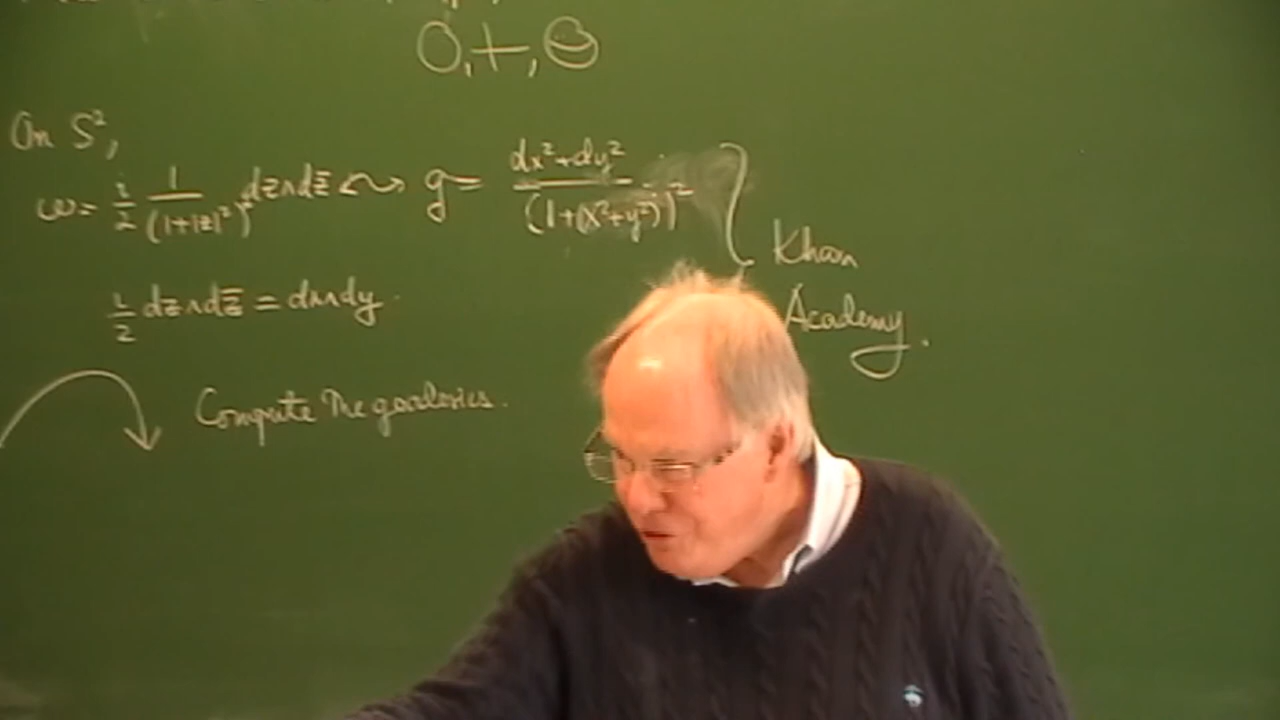 O, +, ⊖
On S²,
ω = i/2 1/(1+|z|²)² dz∧dz̄ ↭ g = dx²+dy² / (1+(x²+y²))²
Khan
Academy.
i/2 dz∧dz̄ = dx∧dy.
Compute the geodesics.